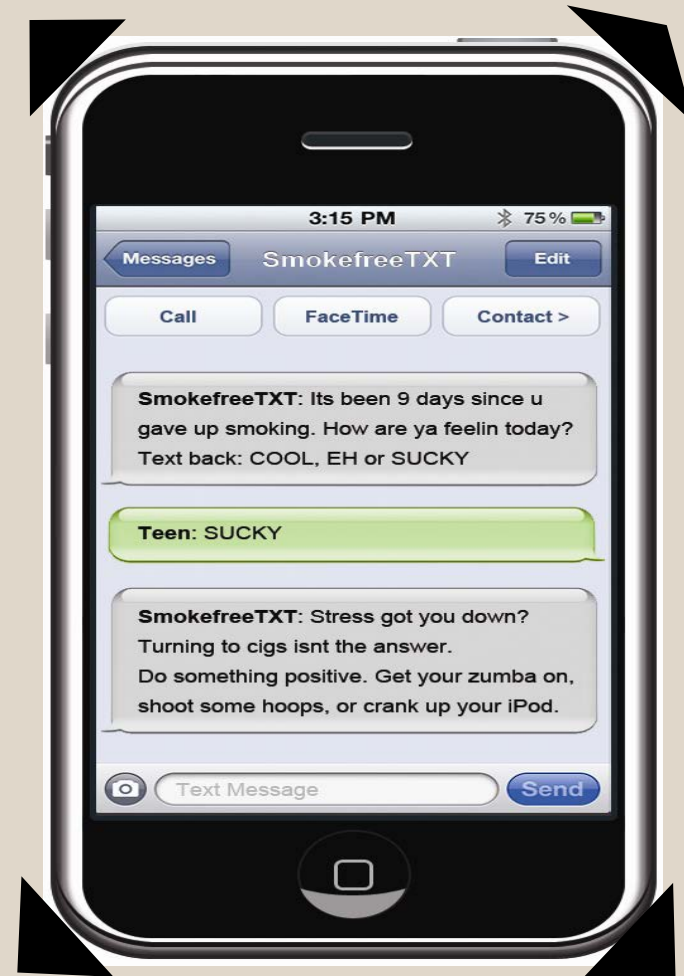 3:15 PM 75%
Messages SmokefreeTXT Edit
Call FaceTime Contact >
SmokefreeTXT: Its been 9 days since u
gave up smoking. How are ya feelin today?
Text back: COOL, EH or SUCKY
Teen: SUCKY
SmokefreeTXT: Stress got you down?
Turning to cigs isnt the answer.
Do something positive. Get your zumba on,
shoot some hoops, or crank up your iPod.
Text Message Send